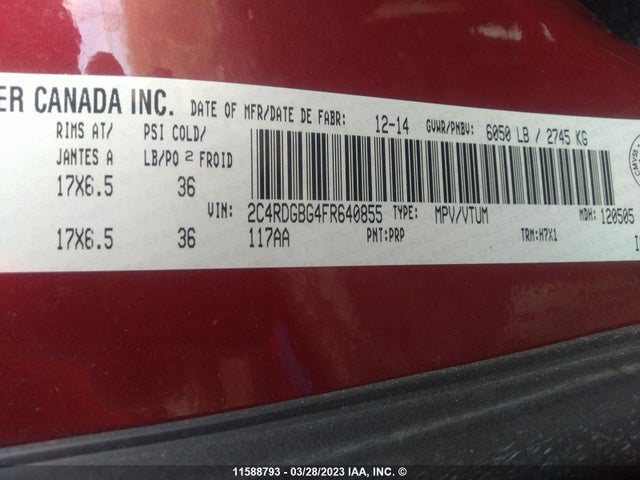 ER CANADA INC. DATE OF MFR/DATE DE FABR: 12-14 GVWR/PNBV: 6050 LB / 2745 KG
RIMS AT/ PSI COLD/
JANTES A LB/PO 2 FROID
17X6.5 36
VIN: 2C4RDGBG4FR640855 TYPE: MPV/VTUM MDH: 120505
17X6.5 36 117AA PNT:PRP TRM:H7X1
11588793 - 03/28/2023 IAA, INC. ©